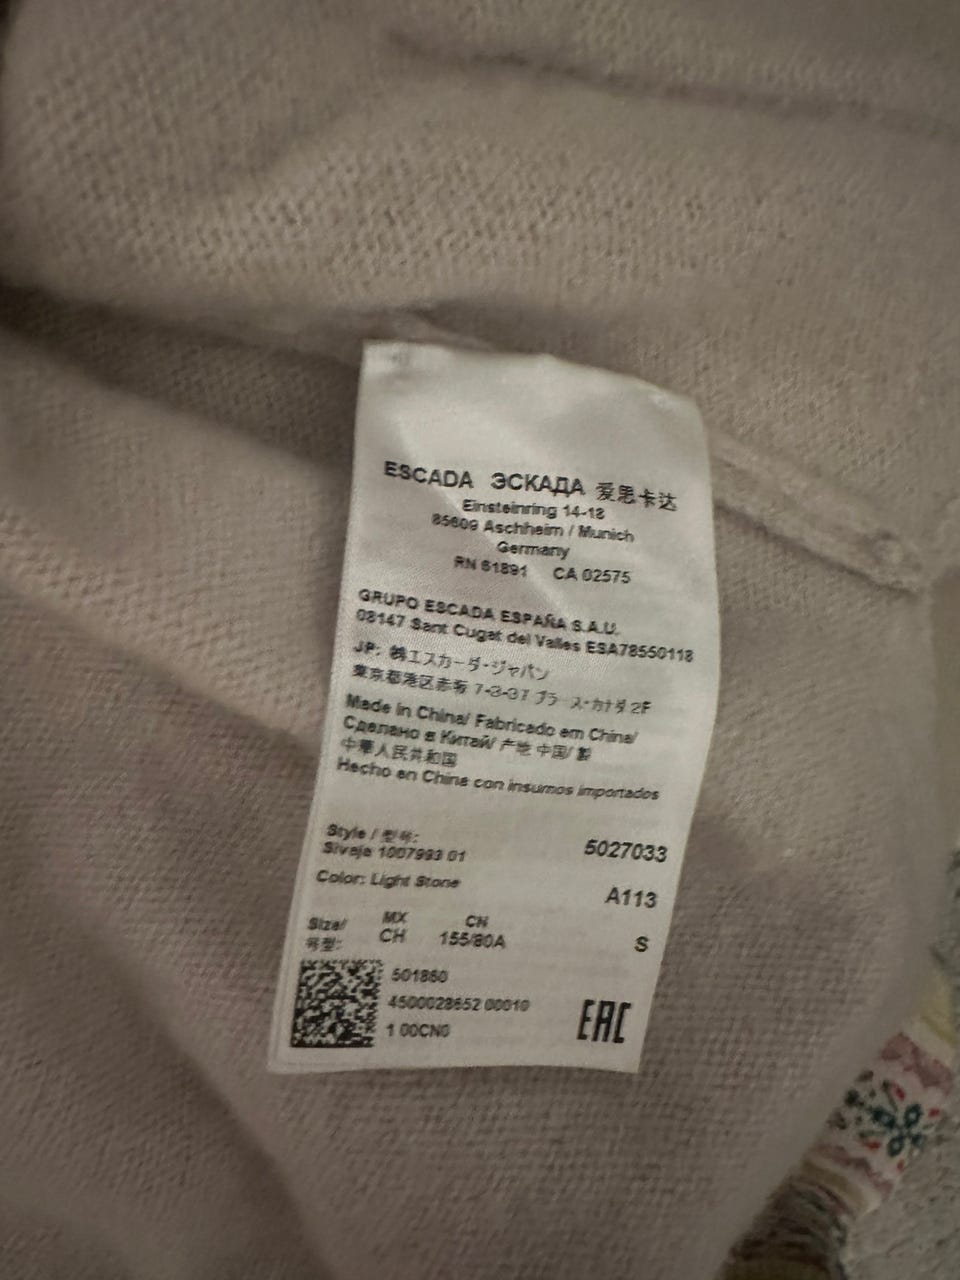 ESCADA ЭСКАДА 爱思卡达
Einsteinring 14-18
85609 Aschheim / Munich
Germany
RN 61891 CA 02575
GRUPO ESCADA ESPAÑA S.A.U.
08147 Sant Cugat del Valles ESA78550118
JP: ㈱エスカーダ・ジャパン
東京都港区赤坂 7-3-37 プラース・カナダ 2F
Made in China/ Fabricado em China/
Сделано в Китай/ 产地 中国/ 製
中華人民共和国
Hecho en China con insumos importados
Style / 型号:
Siveja 1007993 01 5027033
Color: Light Stone A113
Size/ MX CN
号型: CH 155/80A S
501860
4500028652 00010
1 00CN0
EAC